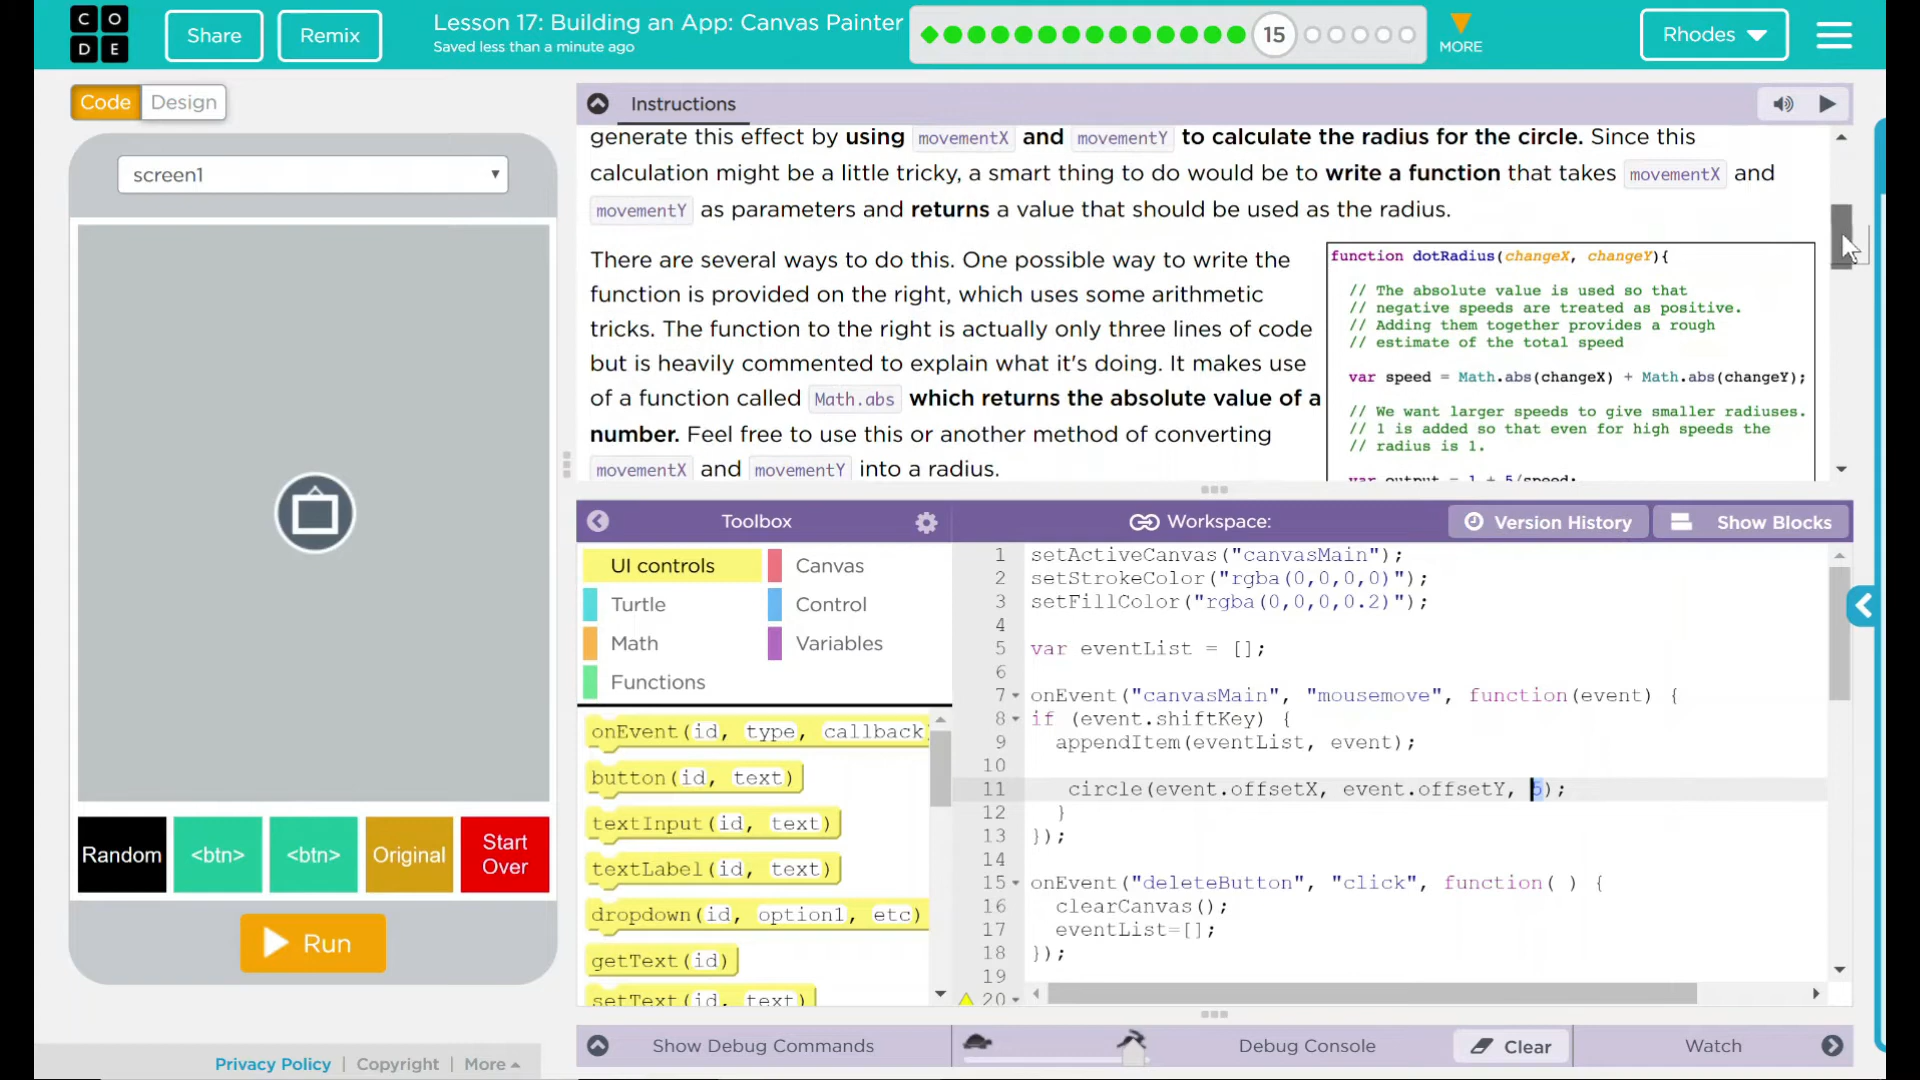 C O
D E
Share
Remix
Lesson 17: Building an App: Canvas Painter
Saved less than a minute ago
15
MORE
Rhodes
Code
Design
screen1
Instructions
generate this effect by using movementX and movementY to calculate the radius for the circle. Since this
calculation might be a little tricky, a smart thing to do would be to write a function that takes movementX and
movementY as parameters and returns a value that should be used as the radius.
There are several ways to do this. One possible way to write the
function is provided on the right, which uses some arithmetic
tricks. The function to the right is actually only three lines of code
but is heavily commented to explain what it's doing. It makes use
of a function called Math.abs which returns the absolute value of a
number. Feel free to use this or another method of converting
movementX and movementY into a radius.
function dotRadius(changeX, changeY){
// The absolute value is used so that
// negative speeds are treated as positive.
// Adding them together provides a rough
// estimate of the total speed
var speed = Math.abs(changeX) + Math.abs(changeY);
// We want larger speeds to give smaller radiuses.
// 1 is added so that even for high speeds the
// radius is 1.
var output = 1 + 5/speed;
Toolbox
Workspace:
Version History
Show Blocks
UI controls
Canvas
Turtle
Control
Math
Variables
Functions
onEvent(id, type, callback)
button(id, text)
textInput(id, text)
textLabel(id, text)
dropdown(id, option1, etc)
getText(id)
setText(id, text)
1 setActiveCanvas("canvasMain");
2 setStrokeColor("rgba(0,0,0,0)");
3 setFillColor("rgba(0,0,0,0.2)");
4
5 var eventList = [];
6
7 onEvent("canvasMain", "mousemove", function(event) {
8 if (event.shiftKey) {
9 appendItem(eventList, event);
10
11 circle(event.offsetX, event.offsetY, 5);
12 }
13 });
14
15 onEvent("deleteButton", "click", function( ) {
16 clearCanvas();
17 eventList=[];
18 });
19
20
Random
<btn>
<btn>
Original
Start
Over
Run
Show Debug Commands
Debug Console
Clear
Watch
Privacy Policy | Copyright | More